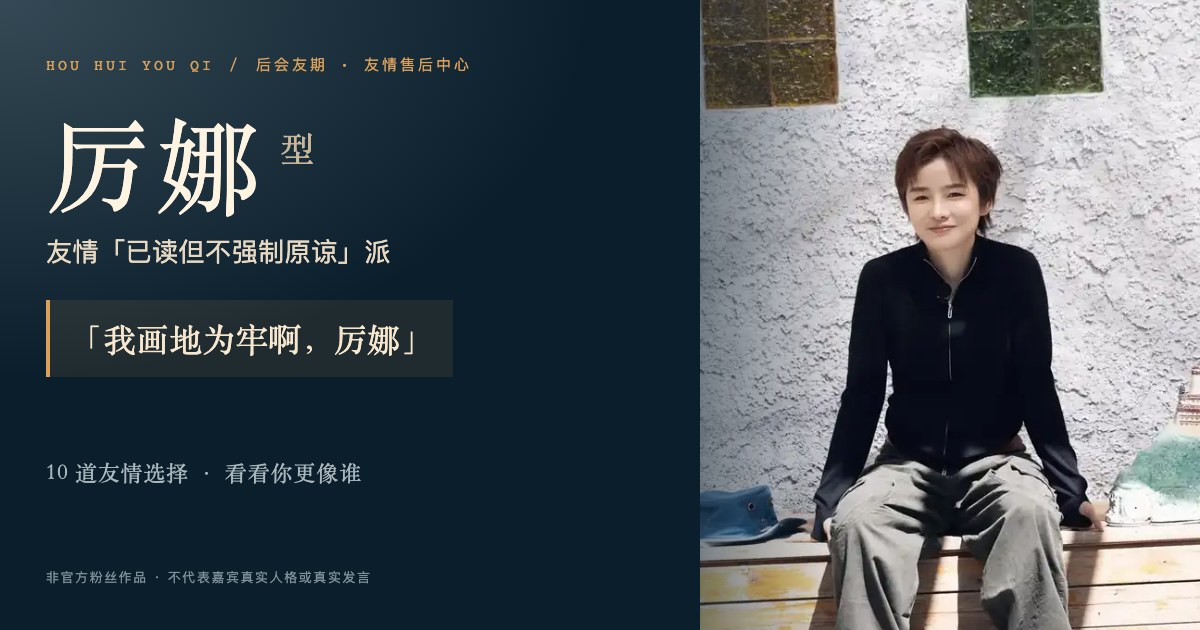 HOU HUI YOU QI / 后会友期 · 友情售后中心
厉娜 型
友情「已读但不强制原谅」派
「我画地为牢啊，厉娜」
10 道友情选择 · 看看你更像谁
非官方粉丝作品 · 不代表嘉宾真实人格或真实发言